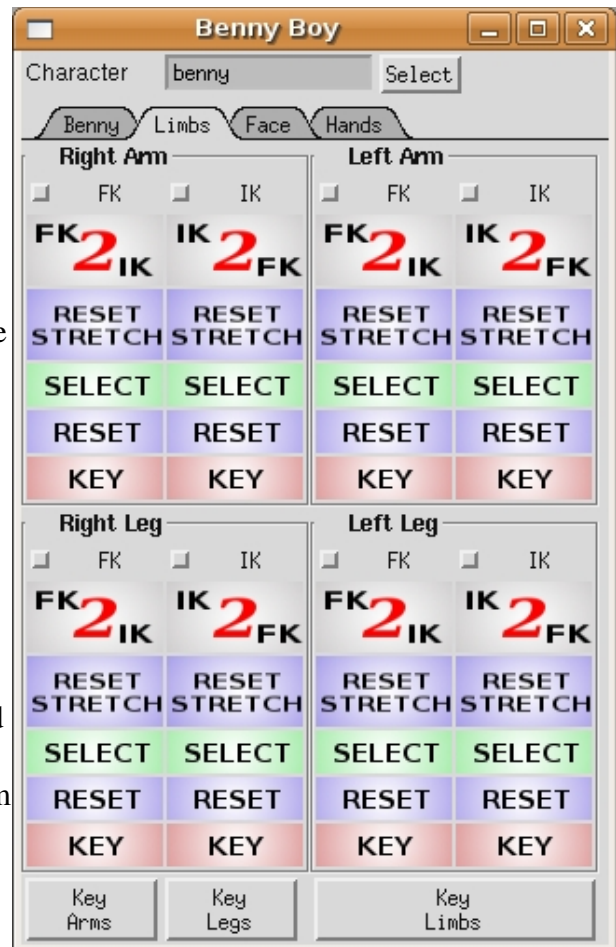 Benny Boy
Character benny Select
Benny Limbs Face Hands
Right Arm Left Arm
FK IK FK IK
FK2IK IK2FK FK2IK IK2FK
RESET RESET RESET RESET
STRETCH STRETCH STRETCH STRETCH
SELECT SELECT SELECT SELECT
RESET RESET RESET RESET
KEY KEY KEY KEY
Right Leg Left Leg
FK IK FK IK
FK2IK IK2FK FK2IK IK2FK
RESET RESET RESET RESET
STRETCH STRETCH STRETCH STRETCH
SELECT SELECT SELECT SELECT
RESET RESET RESET RESET
KEY KEY KEY KEY
Key Key Key
Arms Legs Limbs